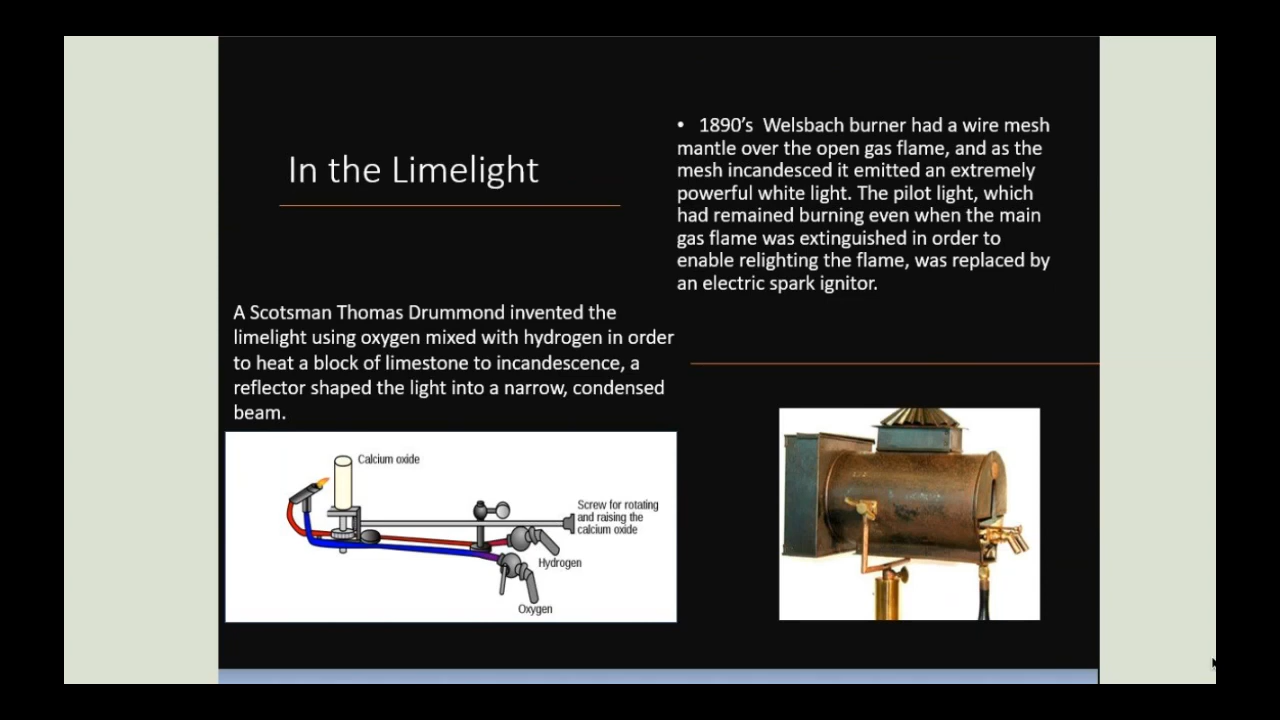 In the Limelight
A Scotsman Thomas Drummond invented the
limelight using oxygen mixed with hydrogen in order
to heat a block of limestone to incandescence, a
reflector shaped the light into a narrow, condensed
beam.
Calcium oxide
Screw for rotating
and raising the
calcium oxide
Hydrogen
Oxygen
• 1890’s Welsbach burner had a wire mesh
mantle over the open gas flame, and as the
mesh incandesced it emitted an extremely
powerful white light. The pilot light, which
had remained burning even when the main
gas flame was extinguished in order to
enable relighting the flame, was replaced by
an electric spark ignitor.